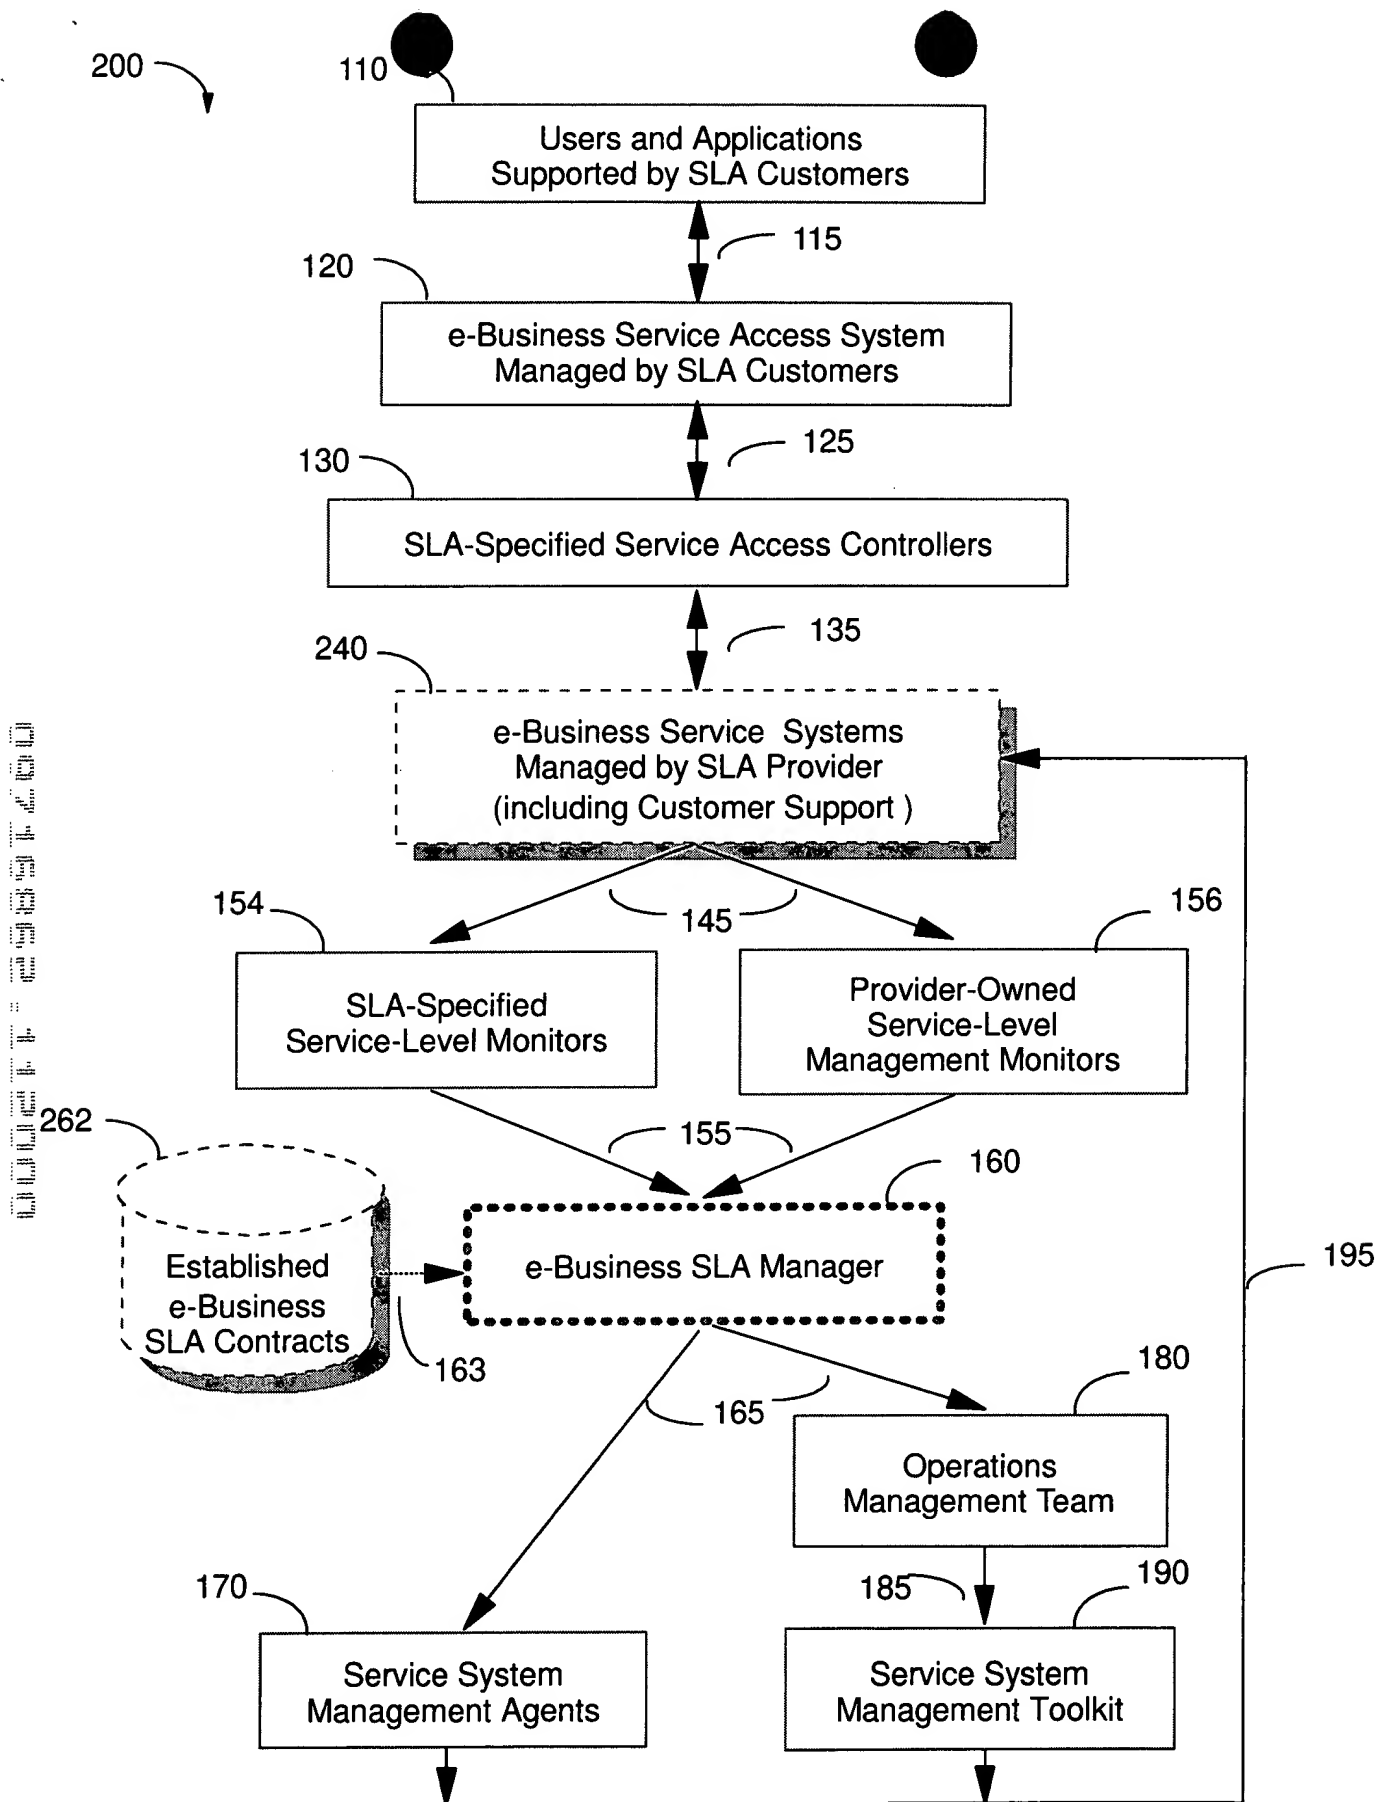 200
110
Users and Applications
Supported by SLA Customers
115
120
e-Business Service Access System
Managed by SLA Customers
125
130
SLA-Specified Service Access Controllers
135
240
e-Business Service Systems
Managed by SLA Provider
(including Customer Support )
145
154
156
SLA-Specified
Service-Level Monitors
Provider-Owned
Service-Level
Management Monitors
262
155
160
Established
e-Business
SLA Contracts
e-Business SLA Manager
195
163
165
180
Operations
Management Team
170
185
190
Service System
Management Agents
Service System
Management Toolkit